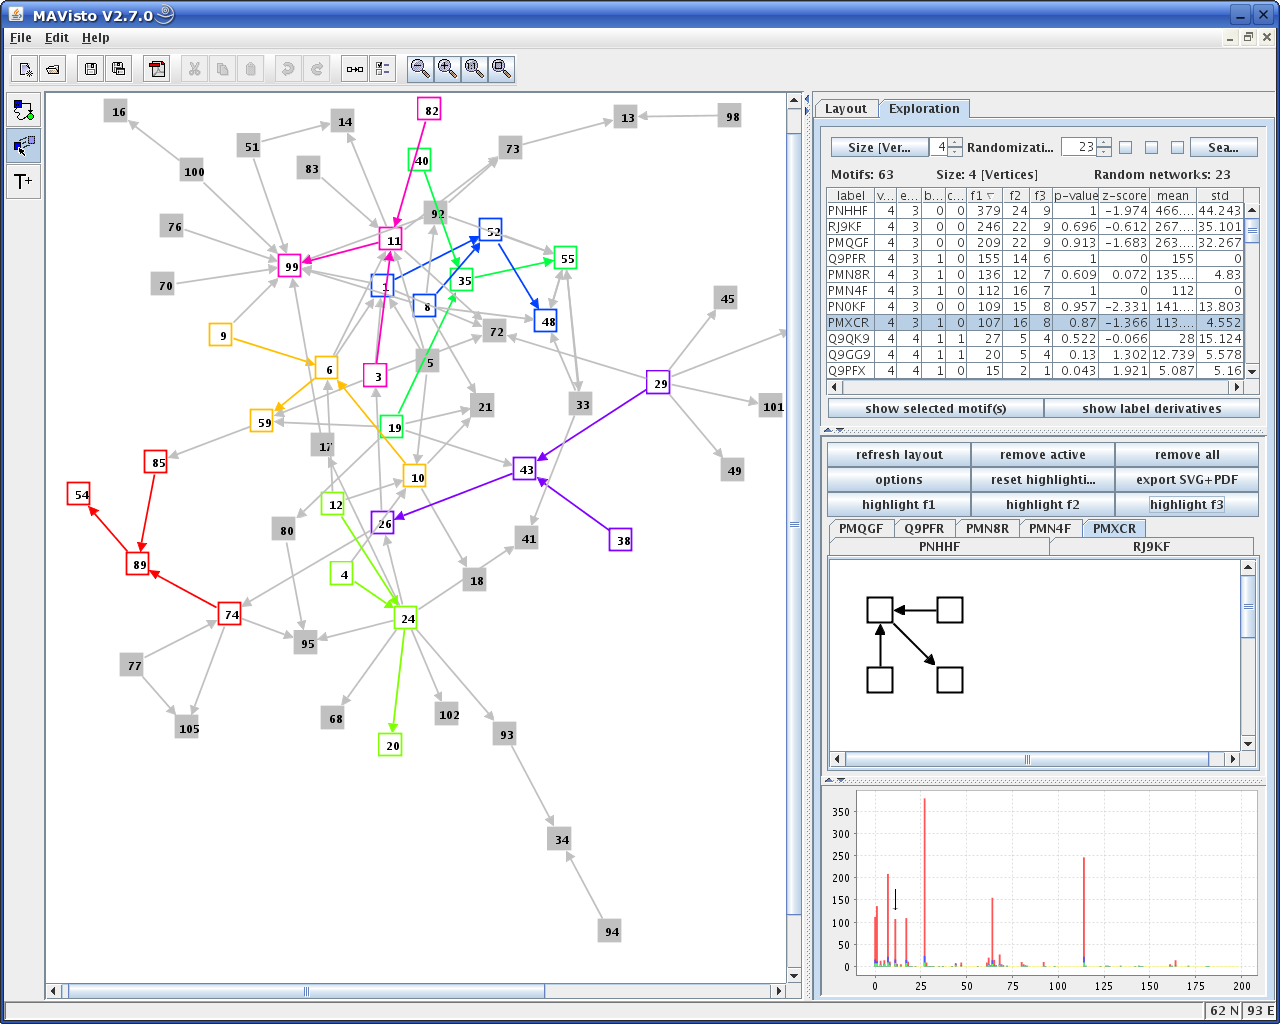 MAVisto V2.7.0
File Edit Help
Layout Exploration
Size [Ver... 4 Randomizati... 23 Sea...
Motifs: 63 Size: 4 [Vertices] Random networks: 23
label v... e... b... c... f1 f2 f3 p-value z-score mean std
PNHHF 4 3 0 0 379 24 9 1 -1.974 466.... 44.243
RJ9KF 4 3 0 0 246 22 9 0.696 -0.612 267.... 35.101
PMQGF 4 3 0 0 209 22 9 0.913 -1.683 263.... 32.267
Q9PFR 4 3 1 0 155 14 6 1 0 155 0
PMN8R 4 3 1 0 136 12 7 0.609 0.072 135.... 4.83
PMN4F 4 3 1 0 112 16 7 1 0 112 0
PN0KF 4 3 0 0 109 15 8 0.957 -2.331 141.... 13.803
PMXCR 4 3 1 0 107 16 8 0.87 -1.366 113.... 4.552
Q9QK9 4 4 1 1 27 5 4 0.522 -0.066 28 15.124
Q9GG9 4 4 1 1 20 5 4 0.13 1.302 12.739 5.578
Q9PFX 4 4 1 0 15 2 1 0.043 1.921 5.087 5.16
show selected motif(s) show label derivatives
refresh layout remove active remove all
options reset highlighti... export SVG+PDF
highlight f1 highlight f2 highlight f3
PMQGF Q9PFR PMN8R PMN4F PMXCR
PNHHF RJ9KF
350
300
250
200
150
100
50
0
0 25 50 75 100 125 150 175 200
T+
16
82
14
13
98
51
73
40
83
100
92
76
52
11
55
99
35
70
1
45
8
48
72
9
5
6
3
29
33
101
21
59
19
17
85
43
49
10
54
12
26
80
41
38
89
4
18
74
24
95
77
68
102
105
93
20
34
94
62 N 93 E